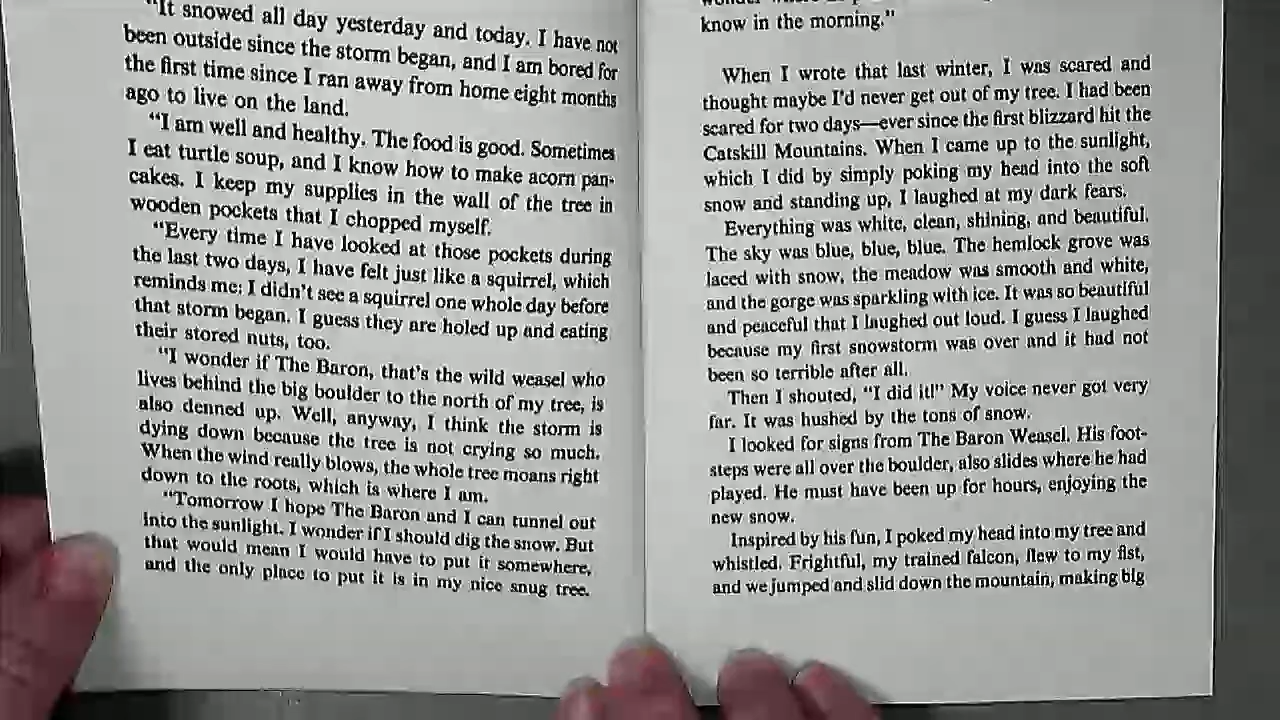 "It snowed all day yesterday and today. I have not
been outside since the storm began, and I am bored for
the first time since I ran away from home eight months
ago to live on the land.
"I am well and healthy. The food is good. Sometimes
I eat turtle soup, and I know how to make acorn pan-
cakes. I keep my supplies in the wall of the tree in
wooden pockets that I chopped myself.
"Every time I have looked at those pockets during
the last two days, I have felt just like a squirrel, which
reminds me: I didn't see a squirrel one whole day before
that storm began. I guess they are holed up and eating
their stored nuts, too.
"I wonder if The Baron, that's the wild weasel who
lives behind the big boulder to the north of my tree, is
also denned up. Well, anyway, I think the storm is
dying down because the tree is not crying so much.
When the wind really blows, the whole tree moans right
down to the roots, which is where I am.
"Tomorrow I hope The Baron and I can tunnel out
into the sunlight. I wonder if I should dig the snow. But
that would mean I would have to put it somewhere,
and the only place to put it is in my nice snug tree.
know in the morning."
When I wrote that last winter, I was scared and
thought maybe I'd never get out of my tree. I had been
scared for two days—ever since the first blizzard hit the
Catskill Mountains. When I came up to the sunlight,
which I did by simply poking my head into the soft
snow and standing up, I laughed at my dark fears.
Everything was white, clean, shining, and beautiful.
The sky was blue, blue, blue. The hemlock grove was
laced with snow, the meadow was smooth and white,
and the gorge was sparkling with ice. It was so beautiful
and peaceful that I laughed out loud. I guess I laughed
because my first snowstorm was over and it had not
been so terrible after all.
Then I shouted, "I did it!" My voice never got very
far. It was hushed by the tons of snow.
I looked for signs from The Baron Weasel. His foot-
steps were all over the boulder, also slides where he had
played. He must have been up for hours, enjoying the
new snow.
Inspired by his fun, I poked my head into my tree and
whistled. Frightful, my trained falcon, flew to my fist,
and we jumped and slid down the mountain, making big